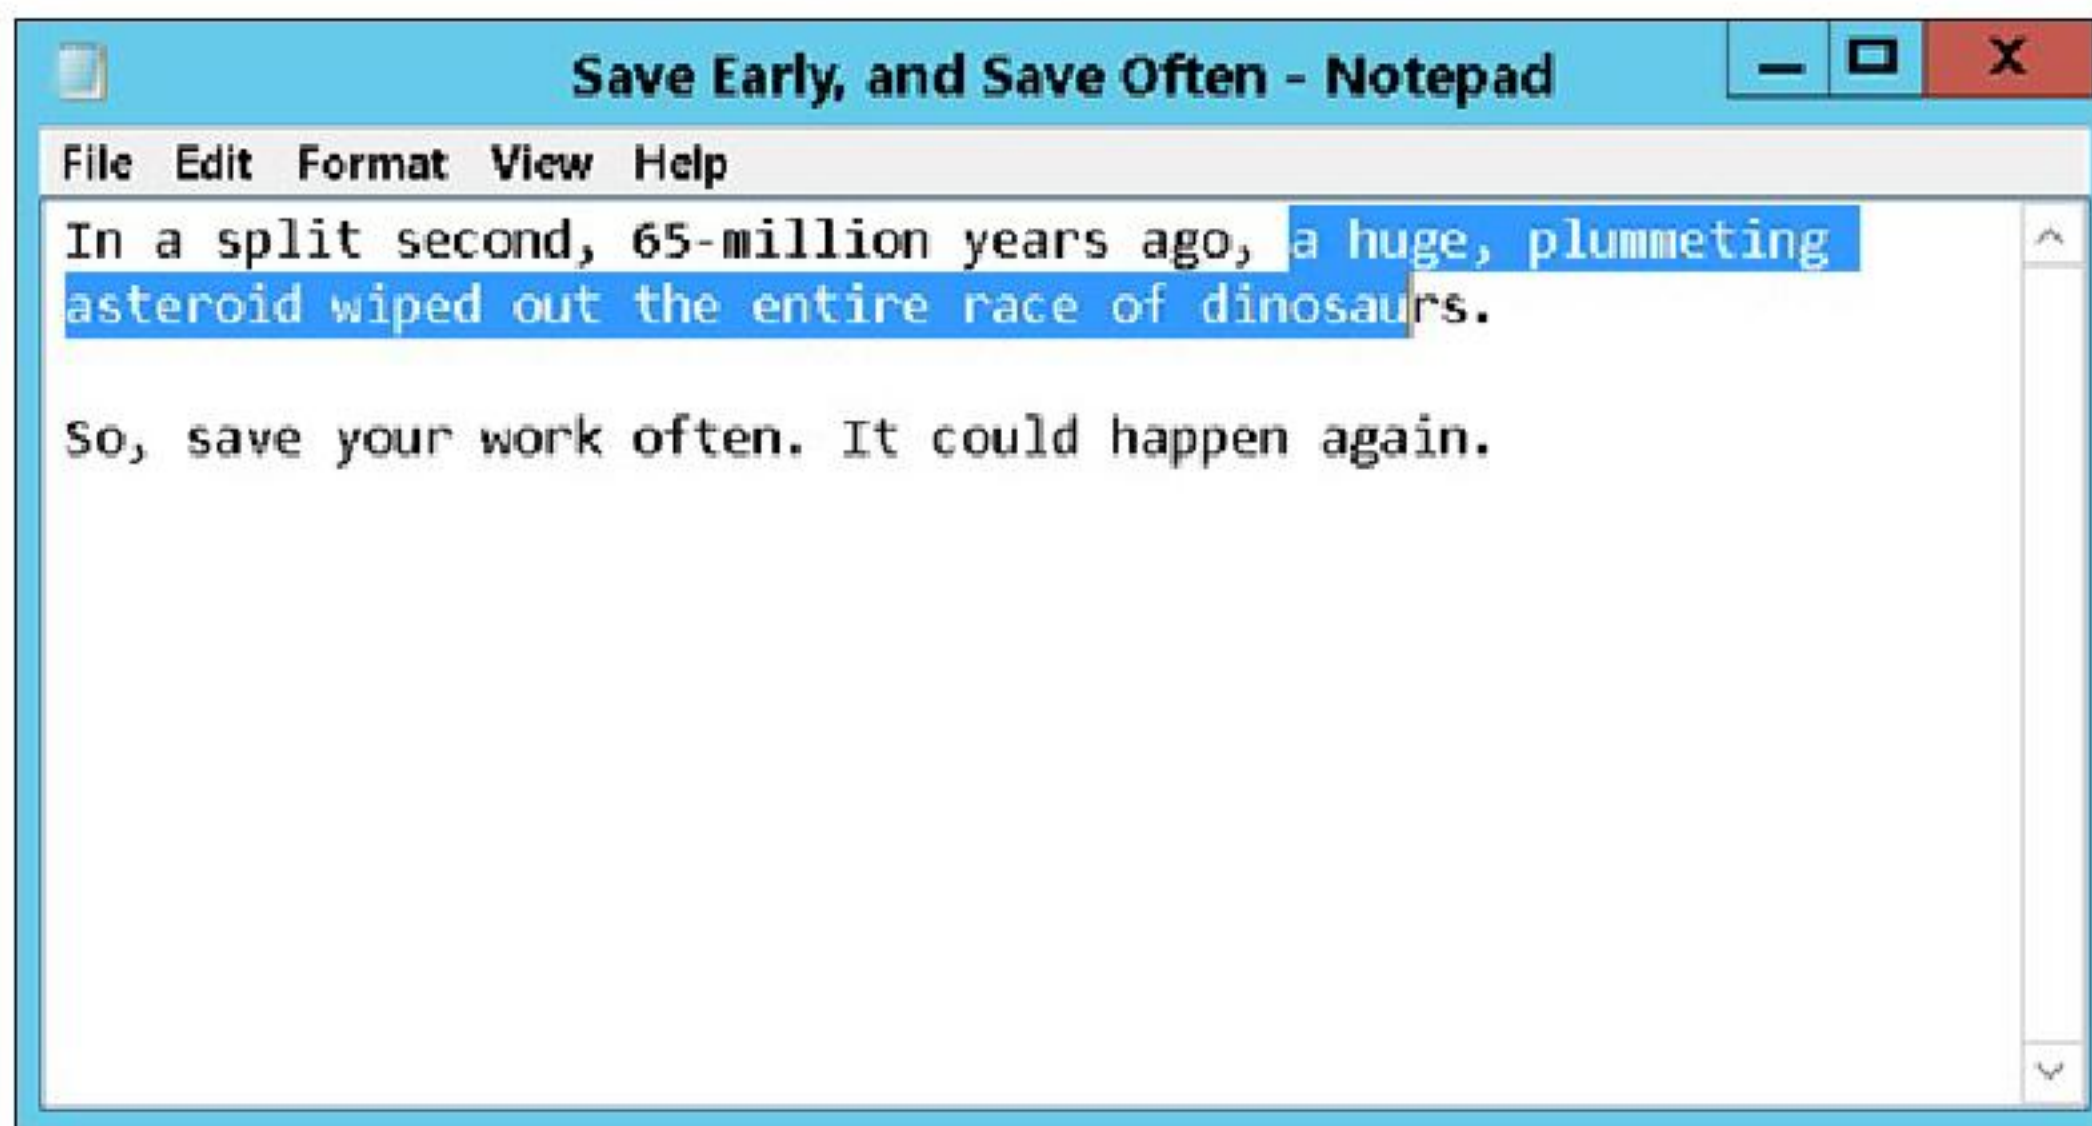 Save Early, and Save Often - Notepad
X
File Edit Format View Help
In a split second, 65-million years ago, a huge, plummeting
asteroid wiped out the entire race of dinosaurs.
So, save your work often. It could happen again.